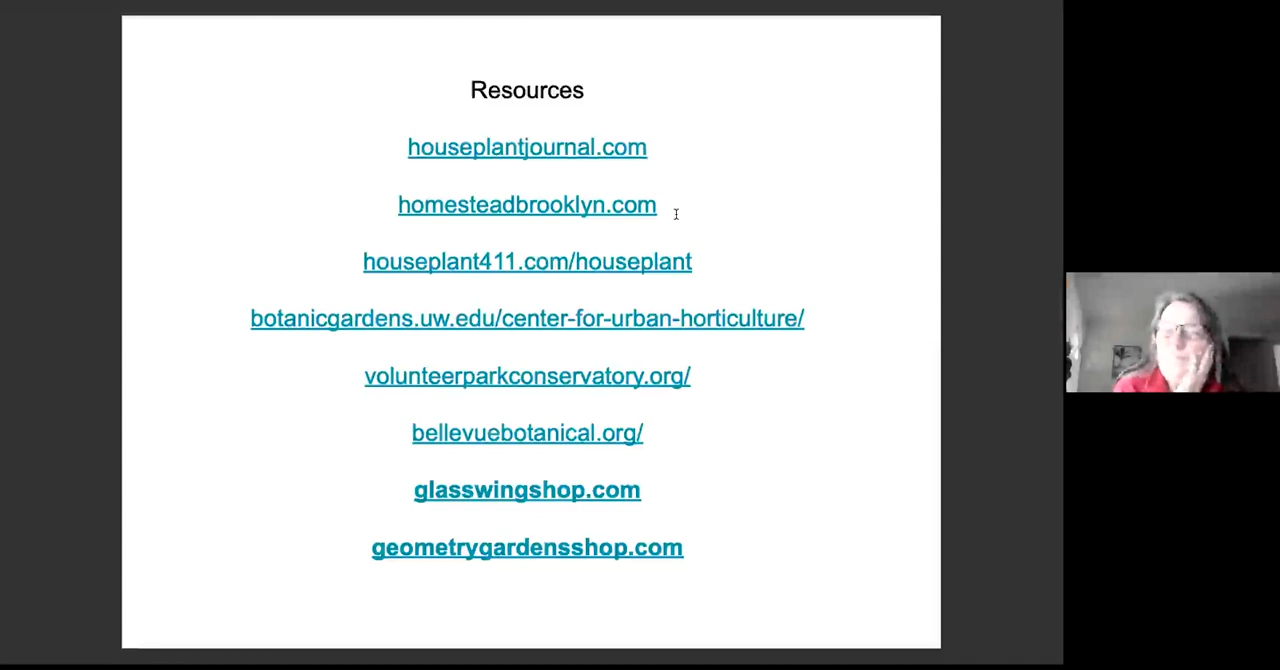 Resources
houseplantjournal.com
homesteadbrooklyn.com
houseplant411.com/houseplant
botanicgardens.uw.edu/center-for-urban-horticulture/
volunteerparkconservatory.org/
bellevuebotanical.org/
glasswingshop.com
geometrygardensshop.com